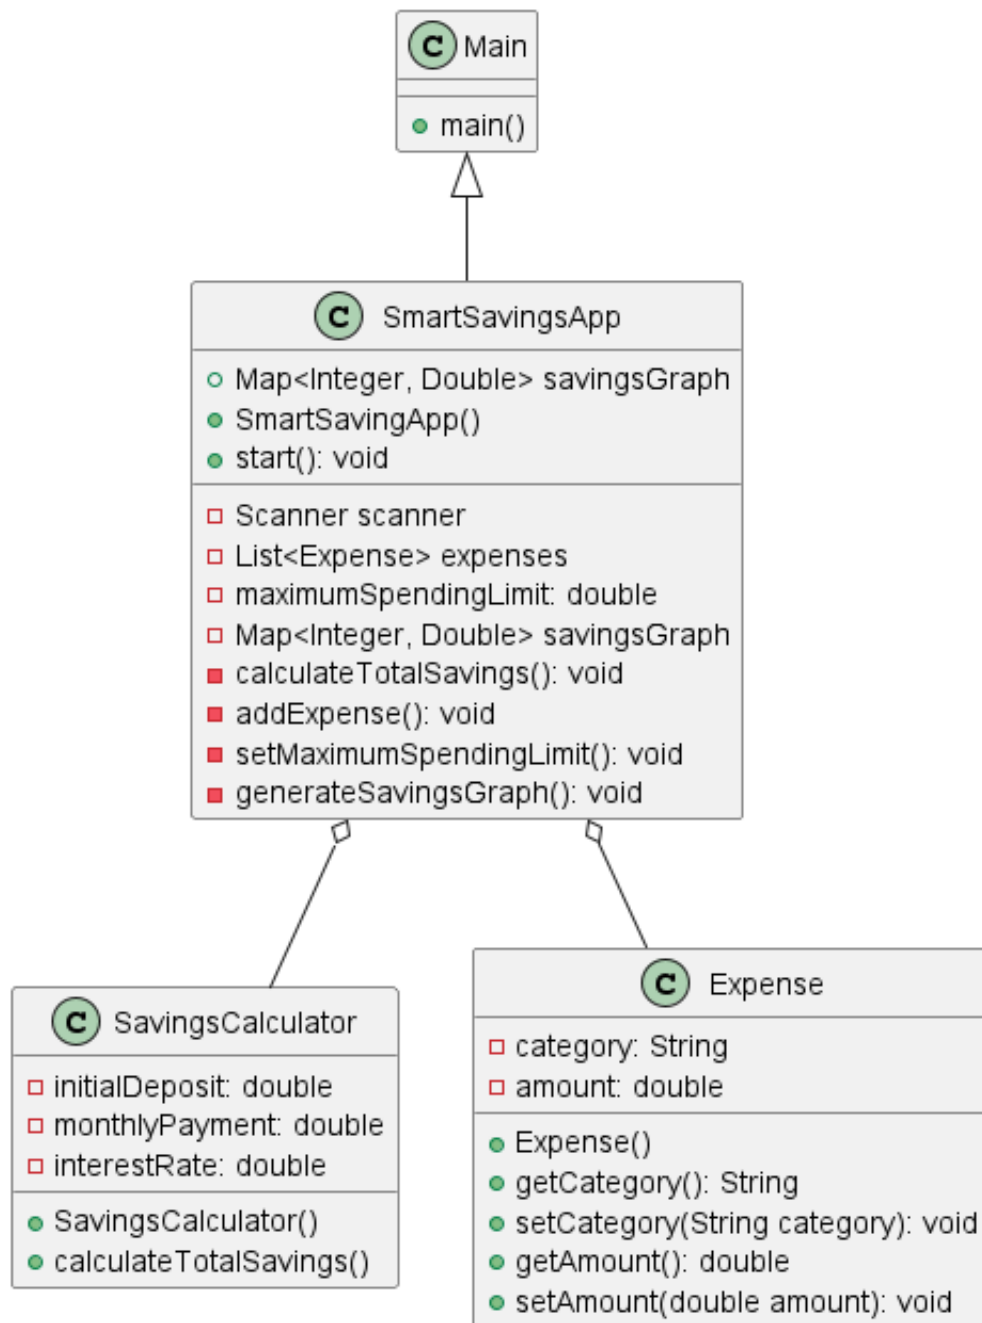 C Main
main()
C SmartSavingsApp
Map<Integer, Double> savingsGraph
SmartSavingApp()
start(): void
Scanner scanner
List<Expense> expenses
maximumSpendingLimit: double
Map<Integer, Double> savingsGraph
calculateTotalSavings(): void
addExpense(): void
setMaximumSpendingLimit(): void
generateSavingsGraph(): void
C SavingsCalculator
initialDeposit: double
monthlyPayment: double
interestRate: double
SavingsCalculator()
calculateTotalSavings()
C Expense
category: String
amount: double
Expense()
getCategory(): String
setCategory(String category): void
getAmount(): double
setAmount(double amount): void